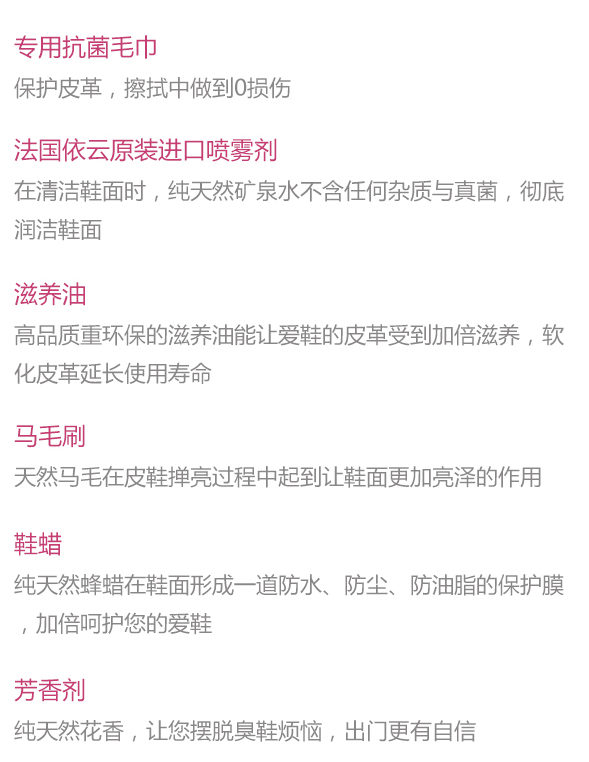 专用抗菌毛巾
保护皮革，擦拭中做到0损伤
法国依云原装进口喷雾剂
在清洁鞋面时，纯天然矿泉水不含任何杂质与真菌，彻底
润洁鞋面
滋养油
高品质重环保的滋养油能让爱鞋的皮革受到加倍滋养，软
化皮革延长使用寿命
马毛刷
天然马毛在皮鞋掸亮过程中起到让鞋面更加亮泽的作用
鞋蜡
纯天然蜂蜡在鞋面形成一道防水、防尘、防油脂的保护膜
，加倍呵护您的爱鞋
芳香剂
纯天然花香，让您摆脱臭鞋烦恼，出门更有自信